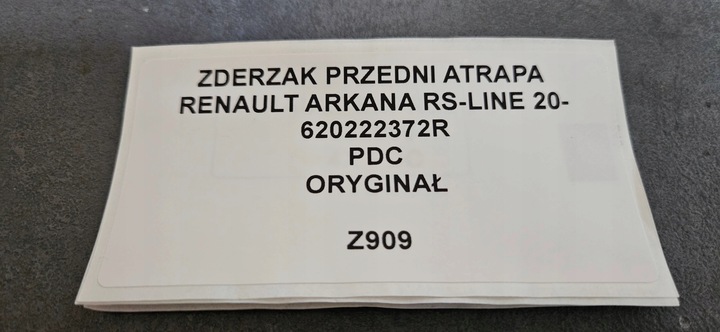 ZDERZAK PRZEDNI ATRAPA
RENAULT ARKANA RS-LINE 20-
620222372R
PDC
ORYGINAŁ
Z909